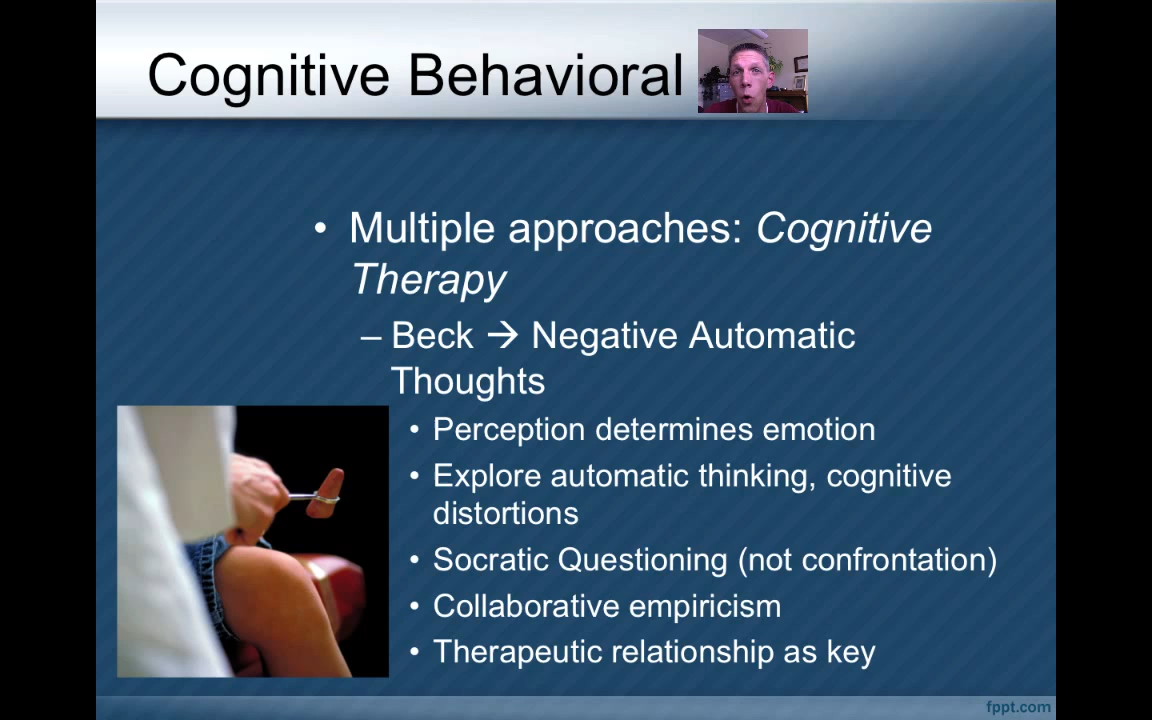 Cognitive Behavioral
• Multiple approaches: Cognitive
Therapy
– Beck → Negative Automatic
Thoughts
• Perception determines emotion
• Explore automatic thinking, cognitive
distortions
• Socratic Questioning (not confrontation)
• Collaborative empiricism
• Therapeutic relationship as key
fppt.com